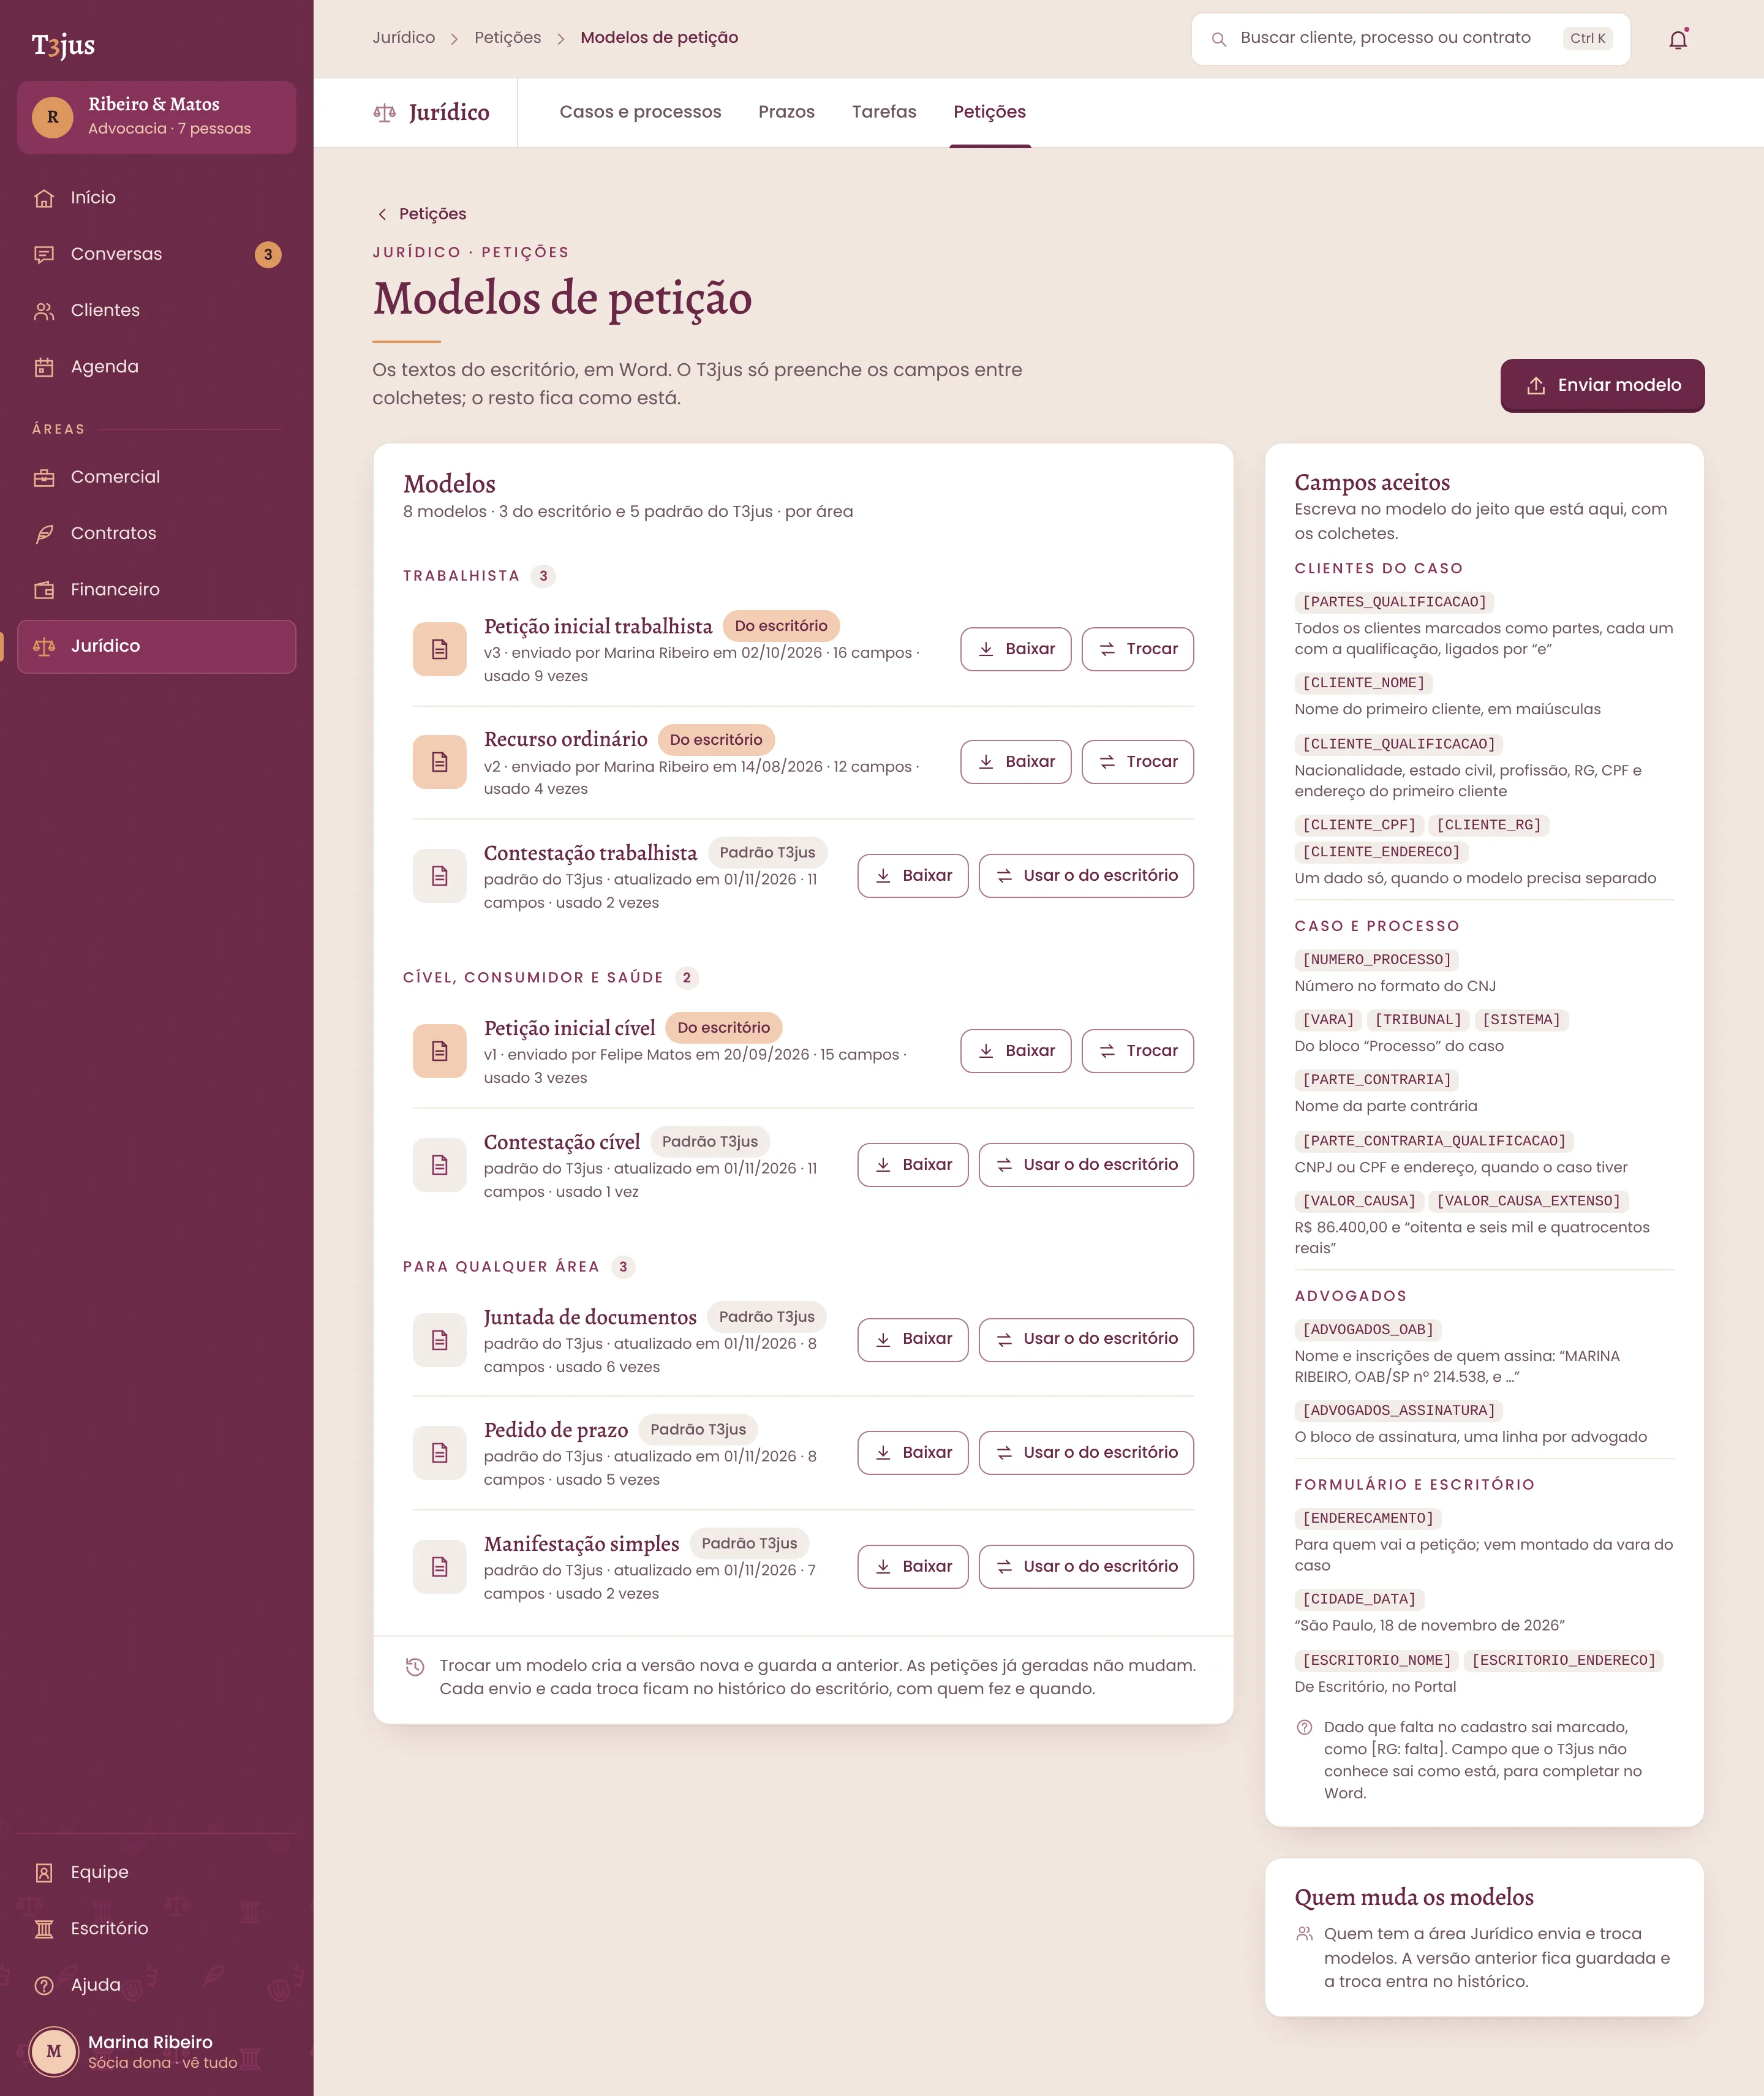 T3jus
R
Ribeiro & Matos
Advocacia · 7 pessoas
Início
Conversas
3
Clientes
Agenda
ÁREAS
Comercial
Contratos
Financeiro
Jurídico
Equipe
Escritório
Ajuda
M
Marina Ribeiro
Sócia dona · vê tudo
Jurídico > Petições > Modelos de petição
Buscar cliente, processo ou contrato
Ctrl K
Jurídico
Casos e processos
Prazos
Tarefas
Petições
Petições
JURÍDICO · PETIÇÕES
Modelos de petição
Os textos do escritório, em Word. O T3jus só preenche os campos entre
colchetes; o resto fica como está.
Enviar modelo
Modelos
8 modelos · 3 do escritório e 5 padrão do T3jus · por área
TRABALHISTA 3
Petição inicial trabalhista Do escritório
v3 · enviado por Marina Ribeiro em 02/10/2026 · 16 campos ·
usado 9 vezes
Baixar
Trocar
Recurso ordinário Do escritório
v2 · enviado por Marina Ribeiro em 14/08/2026 · 12 campos ·
usado 4 vezes
Baixar
Trocar
Contestação trabalhista Padrão T3jus
padrão do T3jus · atualizado em 01/11/2026 · 11
campos · usado 2 vezes
Baixar
Usar o do escritório
CÍVEL, CONSUMIDOR E SAÚDE 2
Petição inicial cível Do escritório
v1 · enviado por Felipe Matos em 20/09/2026 · 15 campos ·
usado 3 vezes
Baixar
Trocar
Contestação cível Padrão T3jus
padrão do T3jus · atualizado em 01/11/2026 · 11
campos · usado 1 vez
Baixar
Usar o do escritório
PARA QUALQUER ÁREA 3
Juntada de documentos Padrão T3jus
padrão do T3jus · atualizado em 01/11/2026 · 8
campos · usado 6 vezes
Baixar
Usar o do escritório
Pedido de prazo Padrão T3jus
padrão do T3jus · atualizado em 01/11/2026 · 8
campos · usado 5 vezes
Baixar
Usar o do escritório
Manifestação simples Padrão T3jus
padrão do T3jus · atualizado em 01/11/2026 · 7
campos · usado 2 vezes
Baixar
Usar o do escritório
Trocar um modelo cria a versão nova e guarda a anterior. As petições já geradas não mudam.
Cada envio e cada troca ficam no histórico do escritório, com quem fez e quando.
Campos aceitos
Escreva no modelo do jeito que está aqui, com
os colchetes.
CLIENTES DO CASO
[PARTES_QUALIFICACAO]
Todos os clientes marcados como partes, cada um
com a qualificação, ligados por “e”
[CLIENTE_NOME]
Nome do primeiro cliente, em maiúsculas
[CLIENTE_QUALIFICACAO]
Nacionalidade, estado civil, profissão, RG, CPF e
endereço do primeiro cliente
[CLIENTE_CPF] [CLIENTE_RG]
[CLIENTE_ENDERECO]
Um dado só, quando o modelo precisa separado
CASO E PROCESSO
[NUMERO_PROCESSO]
Número no formato do CNJ
[VARA] [TRIBUNAL] [SISTEMA]
Do bloco “Processo” do caso
[PARTE_CONTRARIA]
Nome da parte contrária
[PARTE_CONTRARIA_QUALIFICACAO]
CNPJ ou CPF e endereço, quando o caso tiver
[VALOR_CAUSA] [VALOR_CAUSA_EXTENSO]
R$ 86.400,00 e “oitenta e seis mil e quatrocentos
reais”
ADVOGADOS
[ADVOGADOS_OAB]
Nome e inscrições de quem assina: “MARINA
RIBEIRO, OAB/SP nº 214.538, e …”
[ADVOGADOS_ASSINATURA]
O bloco de assinatura, uma linha por advogado
FORMULÁRIO E ESCRITÓRIO
[ENDERECAMENTO]
Para quem vai a petição; vem montado da vara do
caso
[CIDADE_DATA]
“São Paulo, 18 de novembro de 2026”
[ESCRITORIO_NOME] [ESCRITORIO_ENDERECO]
De Escritório, no Portal
Dado que falta no cadastro sai marcado,
como [RG: falta]. Campo que o T3jus não
conhece sai como está, para completar no
Word.
Quem muda os modelos
Quem tem a área Jurídico envia e troca
modelos. A versão anterior fica guardada e
a troca entra no histórico.